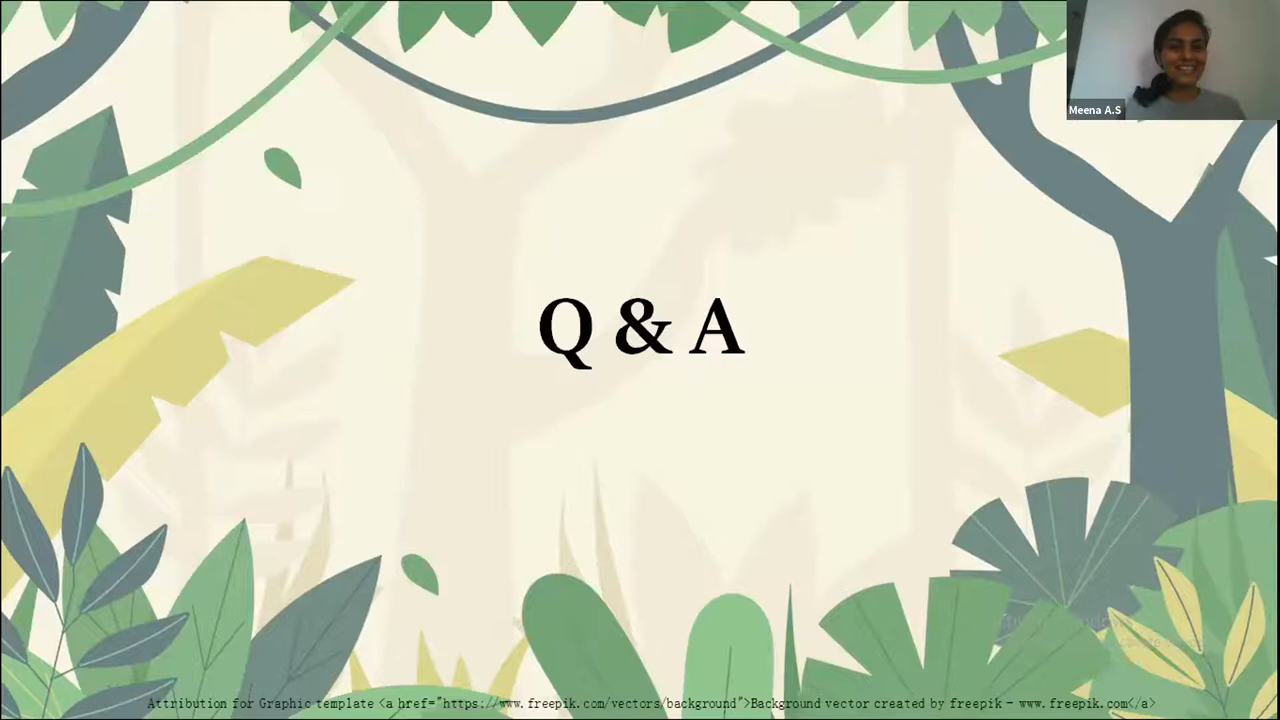 Meena A.S
Q & A
Attribution for Graphic template <a href="https://www.freepik.com/vectors/background">Background vector created by freepik - www.freepik.com</a>